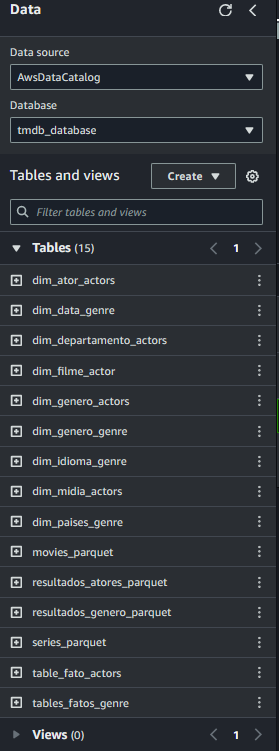 Data
Data source
AwsDataCatalog
Database
tmdb_database
Tables and views
Create
Filter tables and views
Tables (15)
1
dim_ator_actors
dim_data_genre
dim_departamento_actors
dim_filme_actor
dim_genero_actors
dim_genero_genre
dim_idioma_genre
dim_midia_actors
dim_paises_genre
movies_parquet
resultados_atores_parquet
resultados_genero_parquet
series_parquet
table_fato_actors
tables_fatos_genre
Views (0)
1